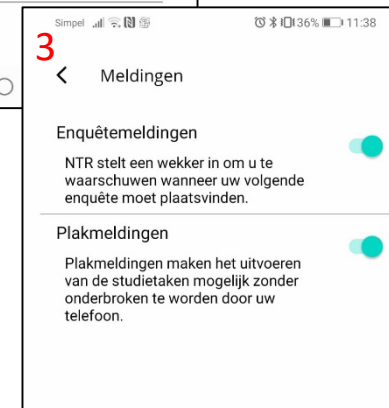 Simpel 36% 11:38
3
Meldingen
Enquêtemeldingen
NTR stelt een wekker in om u te
waarschuwen wanneer uw volgende
enquête moet plaatsvinden.
Plakmeldingen
Plakmeldingen maken het uitvoeren
van de studietaken mogelijk zonder
onderbroken te worden door uw
telefoon.